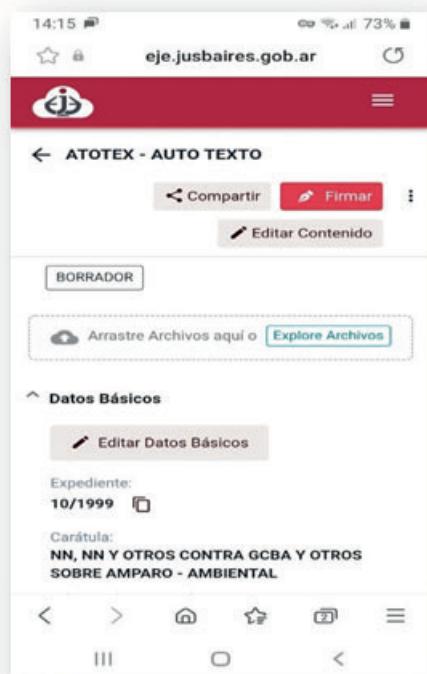 14:15
73%
eje.jusbaires.gob.ar
eje
ATOTEX - AUTO TEXTO
Compartir
Firmar
Editar Contenido
BORRADOR
Arrastre Archivos aquí o Explore Archivos
Datos Básicos
Editar Datos Básicos
Expediente:
10/1999
Carátula:
NN, NN Y OTROS CONTRA GCBA Y OTROS
SOBRE AMPARO - AMBIENTAL
2